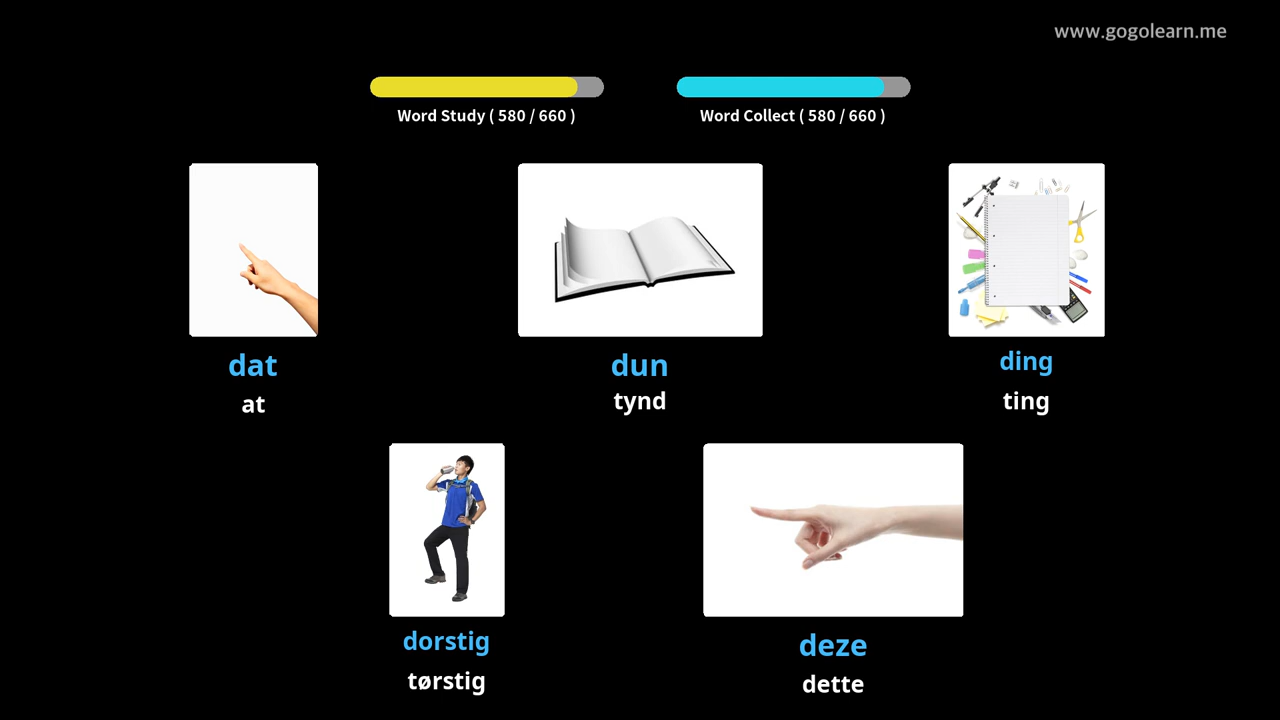 www.gogolearn.me
Word Study ( 580 / 660 )
Word Collect ( 580 / 660 )
dat
at
dun
tynd
ding
ting
dorstig
tørstig
deze
dette